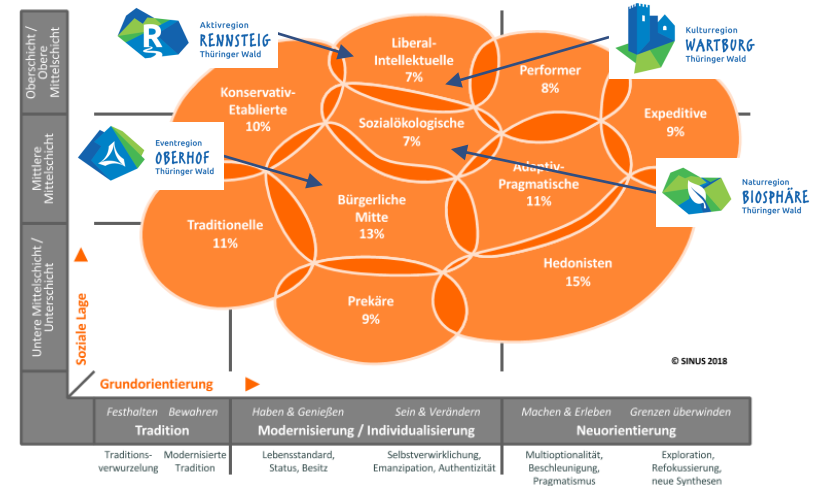 Oberschicht /
Obere
Mittelschicht
Mittlere
Mittelschicht
Untere Mittelschicht /
Unterschicht
Soziale Lage
Aktivregion
RENNSTEIG
Thüringer Wald
R
Kulturregion
WARTBURG
Thüringer Wald
Eventregion
OBERHOF
Thüringer Wald
Naturregion
BIOSPHÄRE
Thüringer Wald
Liberal-
Intellektuelle
7%
Performer
8%
Konservativ-
Etablierte
10%
Expeditive
9%
Sozialökologische
7%
Adaptiv-
Pragmatische
11%
Bürgerliche
Mitte
13%
Traditionelle
11%
Hedonisten
15%
Prekäre
9%
© SINUS 2018
Grundorientierung
Festhalten Bewahren
Tradition
Haben & Genießen Sein & Verändern
Modernisierung / Individualisierung
Machen & Erleben Grenzen überwinden
Neuorientierung
Traditions-
verwurzelung
Modernisierte
Tradition
Lebensstandard,
Status, Besitz
Selbstverwirklichung,
Emanzipation, Authentizität
Multioptionalität,
Beschleunigung,
Pragmatismus
Exploration,
Refokussierung,
neue Synthesen